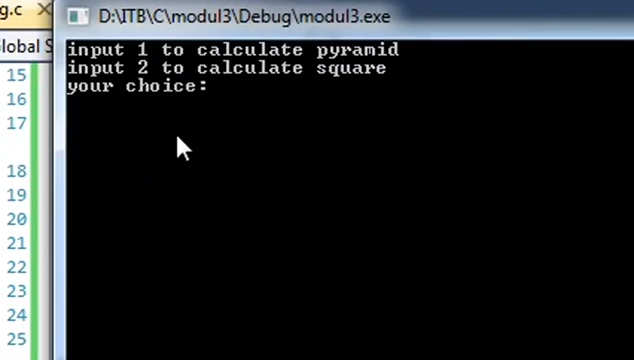 g.c
D:\ITB\C\modul3\Debug\modul3.exe
Global S
input 1 to calculate pyramid
input 2 to calculate square
your choice:
15
16
17
18
19
20
21
22
23
24
25